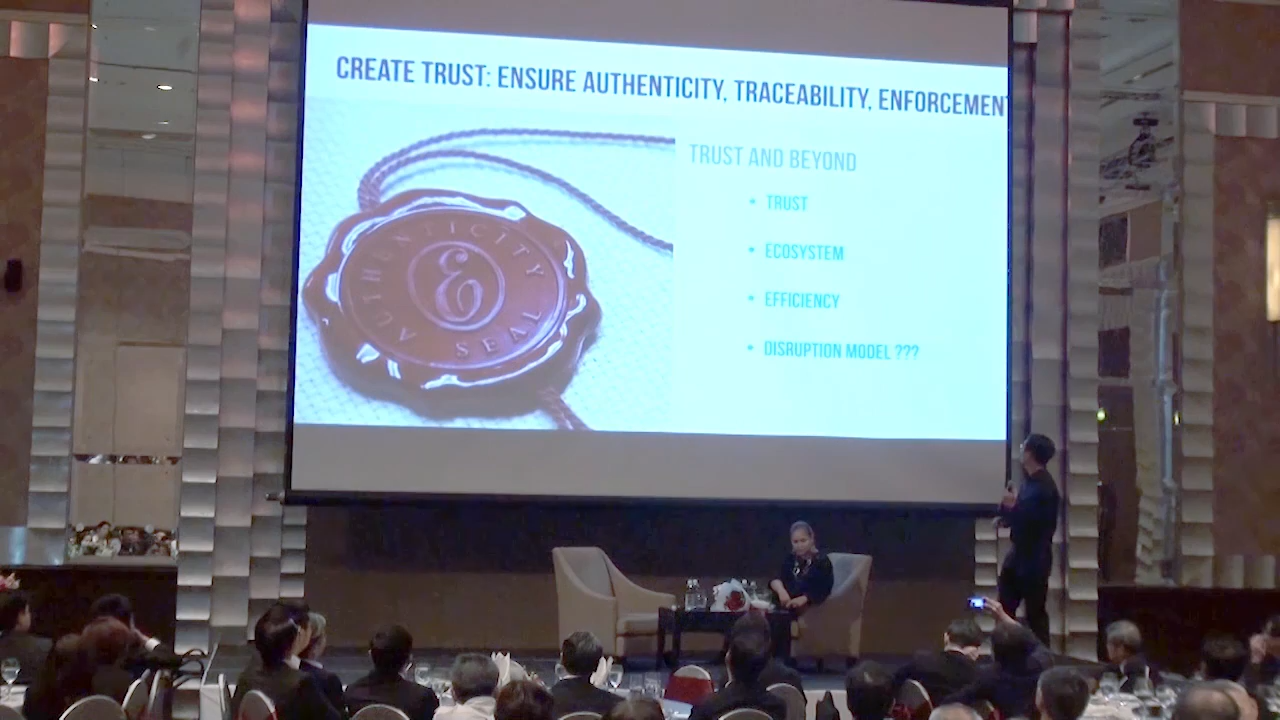 CREATE TRUST: ENSURE AUTHENTICITY, TRACEABILITY, ENFORCEMENT
TRUST AND BEYOND
• TRUST
• ECOSYSTEM
• EFFICIENCY
• DISRUPTION MODEL ???
AUTHENTICITY
&
SEAL